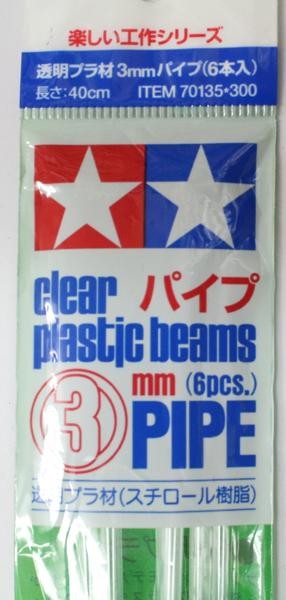 楽しい工作シリーズ
透明プラ材 3mmパイプ(6本入)
長さ:40cm ITEM 70135*300
clear パイプ
plastic beams
3 mm (6pcs.)
PIPE
透明プラ材(スチロール樹脂)